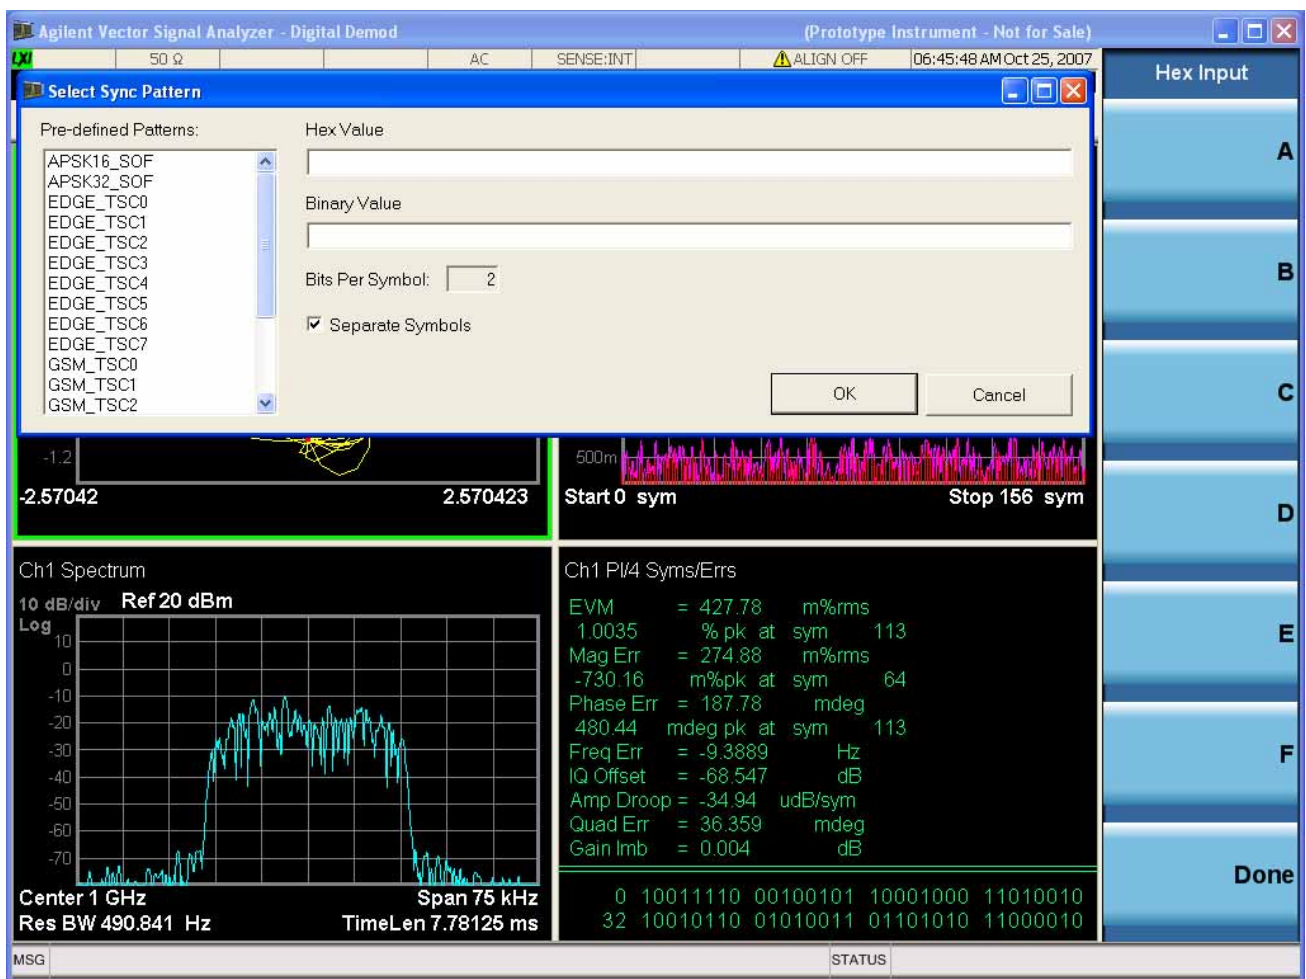 Agilent Vector Signal Analyzer - Digital Demod (Prototype Instrument - Not for Sale)
LXI 50 Ω AC SENSE:INT ALIGN OFF 06:45:48 AM Oct 25, 2007
Hex Input
Select Sync Pattern
Pre-defined Patterns:
APSK16_SOF
APSK32_SOF
EDGE_TSC0
EDGE_TSC1
EDGE_TSC2
EDGE_TSC3
EDGE_TSC4
EDGE_TSC5
EDGE_TSC6
EDGE_TSC7
GSM_TSC0
GSM_TSC1
GSM_TSC2
Hex Value
Binary Value
Bits Per Symbol: 2
Separate Symbols
OK Cancel
A
B
C
D
E
F
Done
-1.2
-2.57042 2.570423
500m
Start 0 sym Stop 156 sym
Ch1 Spectrum
10 dB/div Ref 20 dBm
Log
10
0
-10
-20
-30
-40
-50
-60
-70
Center 1 GHz Span 75 kHz
Res BW 490.841 Hz TimeLen 7.78125 ms
Ch1 PI/4 Syms/Errs
EVM = 427.78 m%rms
1.0035 % pk at sym 113
Mag Err = 274.88 m%rms
-730.16 m%pk at sym 64
Phase Err = 187.78 mdeg
480.44 mdeg pk at sym 113
Freq Err = -9.3889 Hz
IQ Offset = -68.547 dB
Amp Droop = -34.94 udB/sym
Quad Err = 36.359 mdeg
Gain Imb = 0.004 dB
0 10011110 00100101 10001000 11010010
32 10010110 01010011 01101010 11000010
MSG STATUS